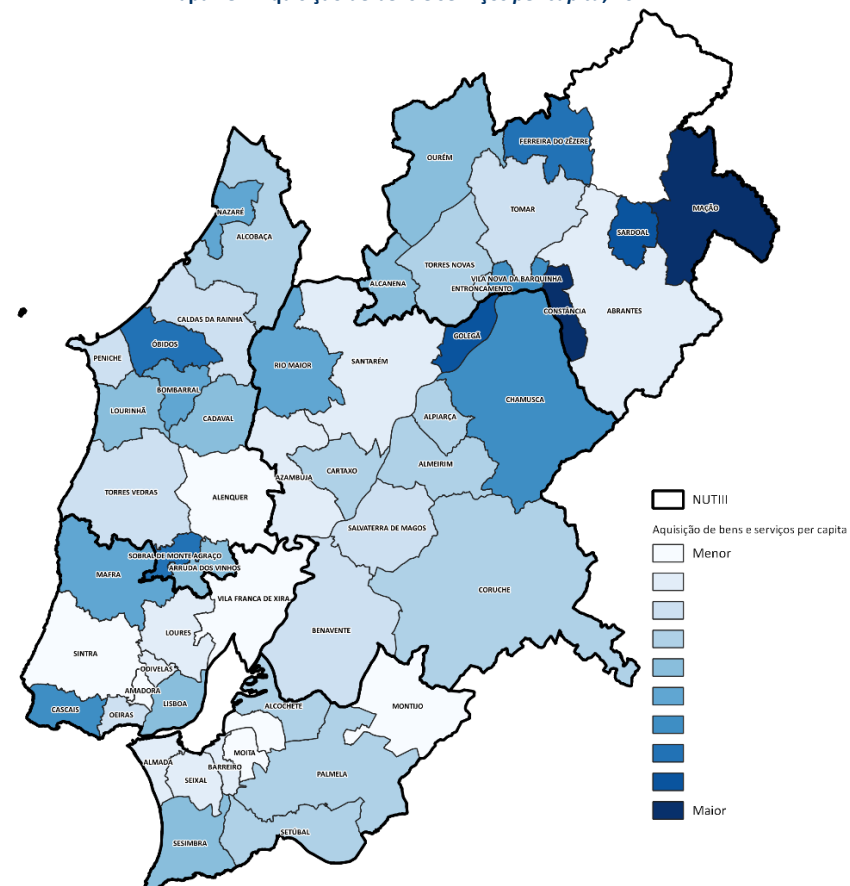 OURÉM
FERREIRA DO ZÊZERE
MAÇÃO
TOMAR
NAZARÉ
SARDOAL
ALCOBAÇA
TORRES NOVAS
VILA NOVA DA BARQUINHA
ALCANENA
ENTRONCAMENTO
CONSTÂNCIA
ABRANTES
CALDAS DA RAINHA
GOLEGÃ
ÓBIDOS
PENICHE
SANTARÉM
RIO MAIOR
BOMBARRAL
CHAMUSCA
LOURINHÃ
CADAVAL
ALPIARÇA
ALMEIRIM
CARTAXO
AZAMBUJA
TORRES VEDRAS
ALENQUER
SALVATERRA DE MAGOS
SOBRAL DE MONTE AGRAÇO
ARRUDA DOS VINHOS
MAFRA
CORUCHE
VILA FRANCA DE XIRA
LOURES
BENAVENTE
SINTRA
ODIVELAS
AMADORA
LISBOA
CASCAIS
OEIRAS
ALCOCHETE
MONTIJO
MOITA
ALMADA
BARREIRO
SEIXAL
PALMELA
SETÚBAL
SESIMBRA
NUTIII
Aquisição de bens e serviços per capita
Menor
Maior